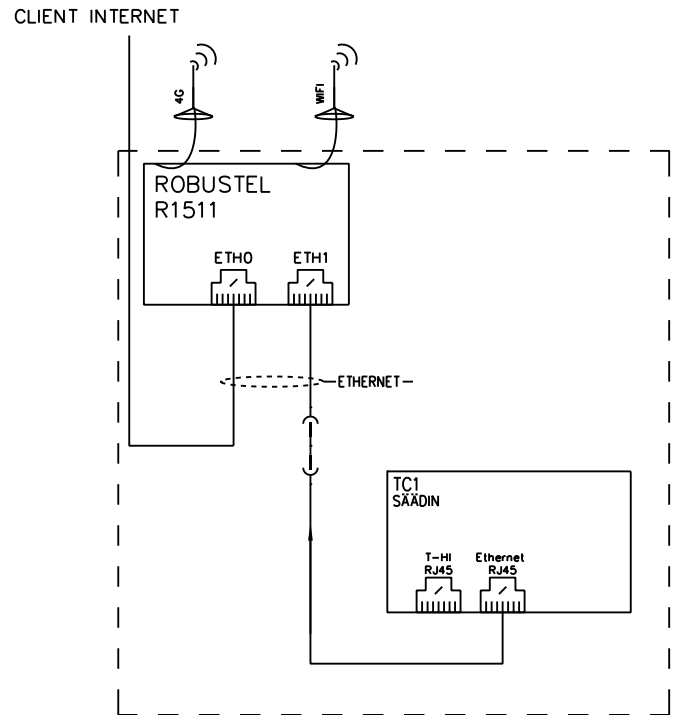 CLIENT INTERNET
4G
WIFI
ROBUSTEL
R1511
ETH0
ETH1
ETHERNET
TC1
SÄÄDIN
T-HI
RJ45
Ethernet
RJ45